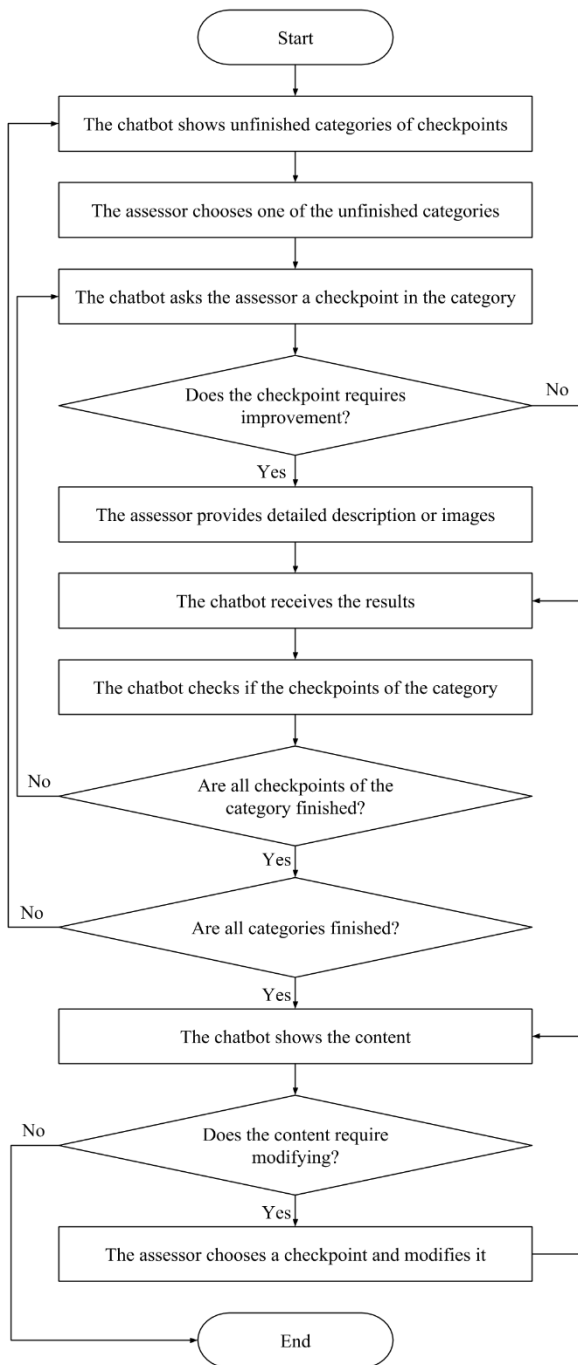 Start
The chatbot shows unfinished categories of checkpoints
The assessor chooses one of the unfinished categories
The chatbot asks the assessor a checkpoint in the category
Does the checkpoint requires
improvement?
No
Yes
The assessor provides detailed description or images
The chatbot receives the results
The chatbot checks if the checkpoints of the category
No
Are all checkpoints of the
category finished?
Yes
No
Are all categories finished?
Yes
The chatbot shows the content
No
Does the content require
modifying?
Yes
The assessor chooses a checkpoint and modifies it
End